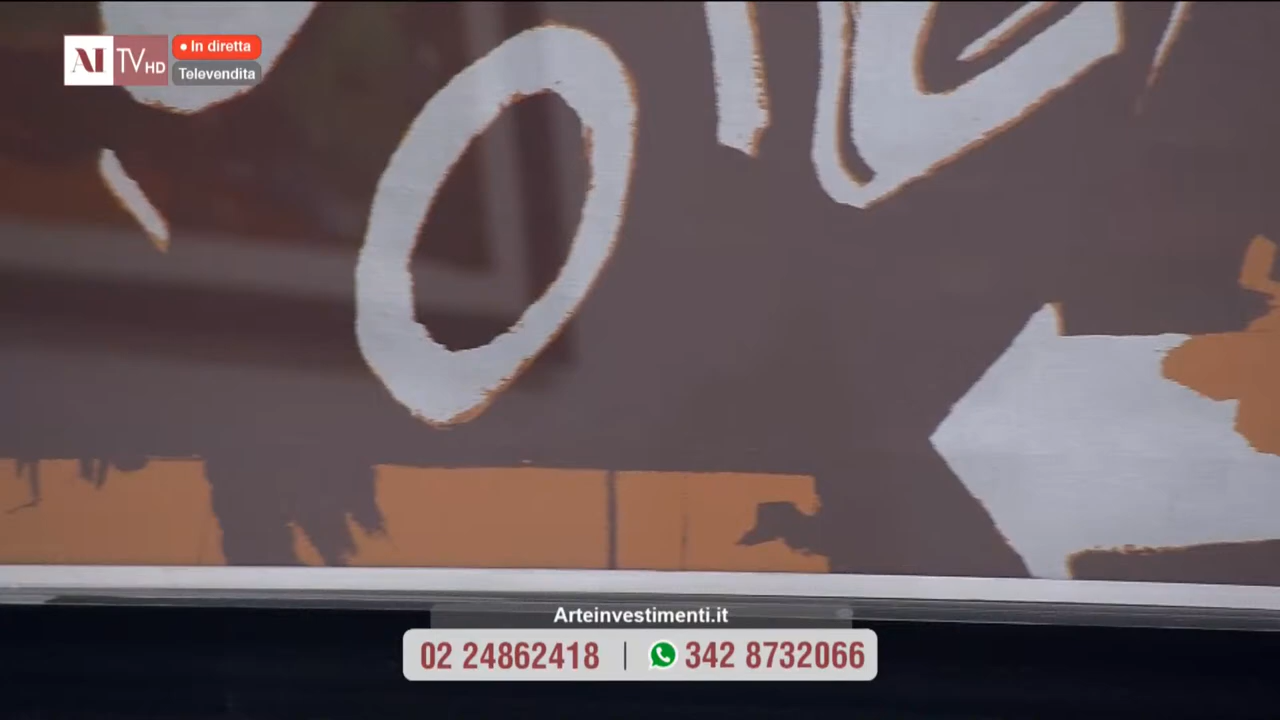 AI TV HD
In diretta
Televendita
O
Arteinvestimenti.it
02 24862418 | 342 8732066